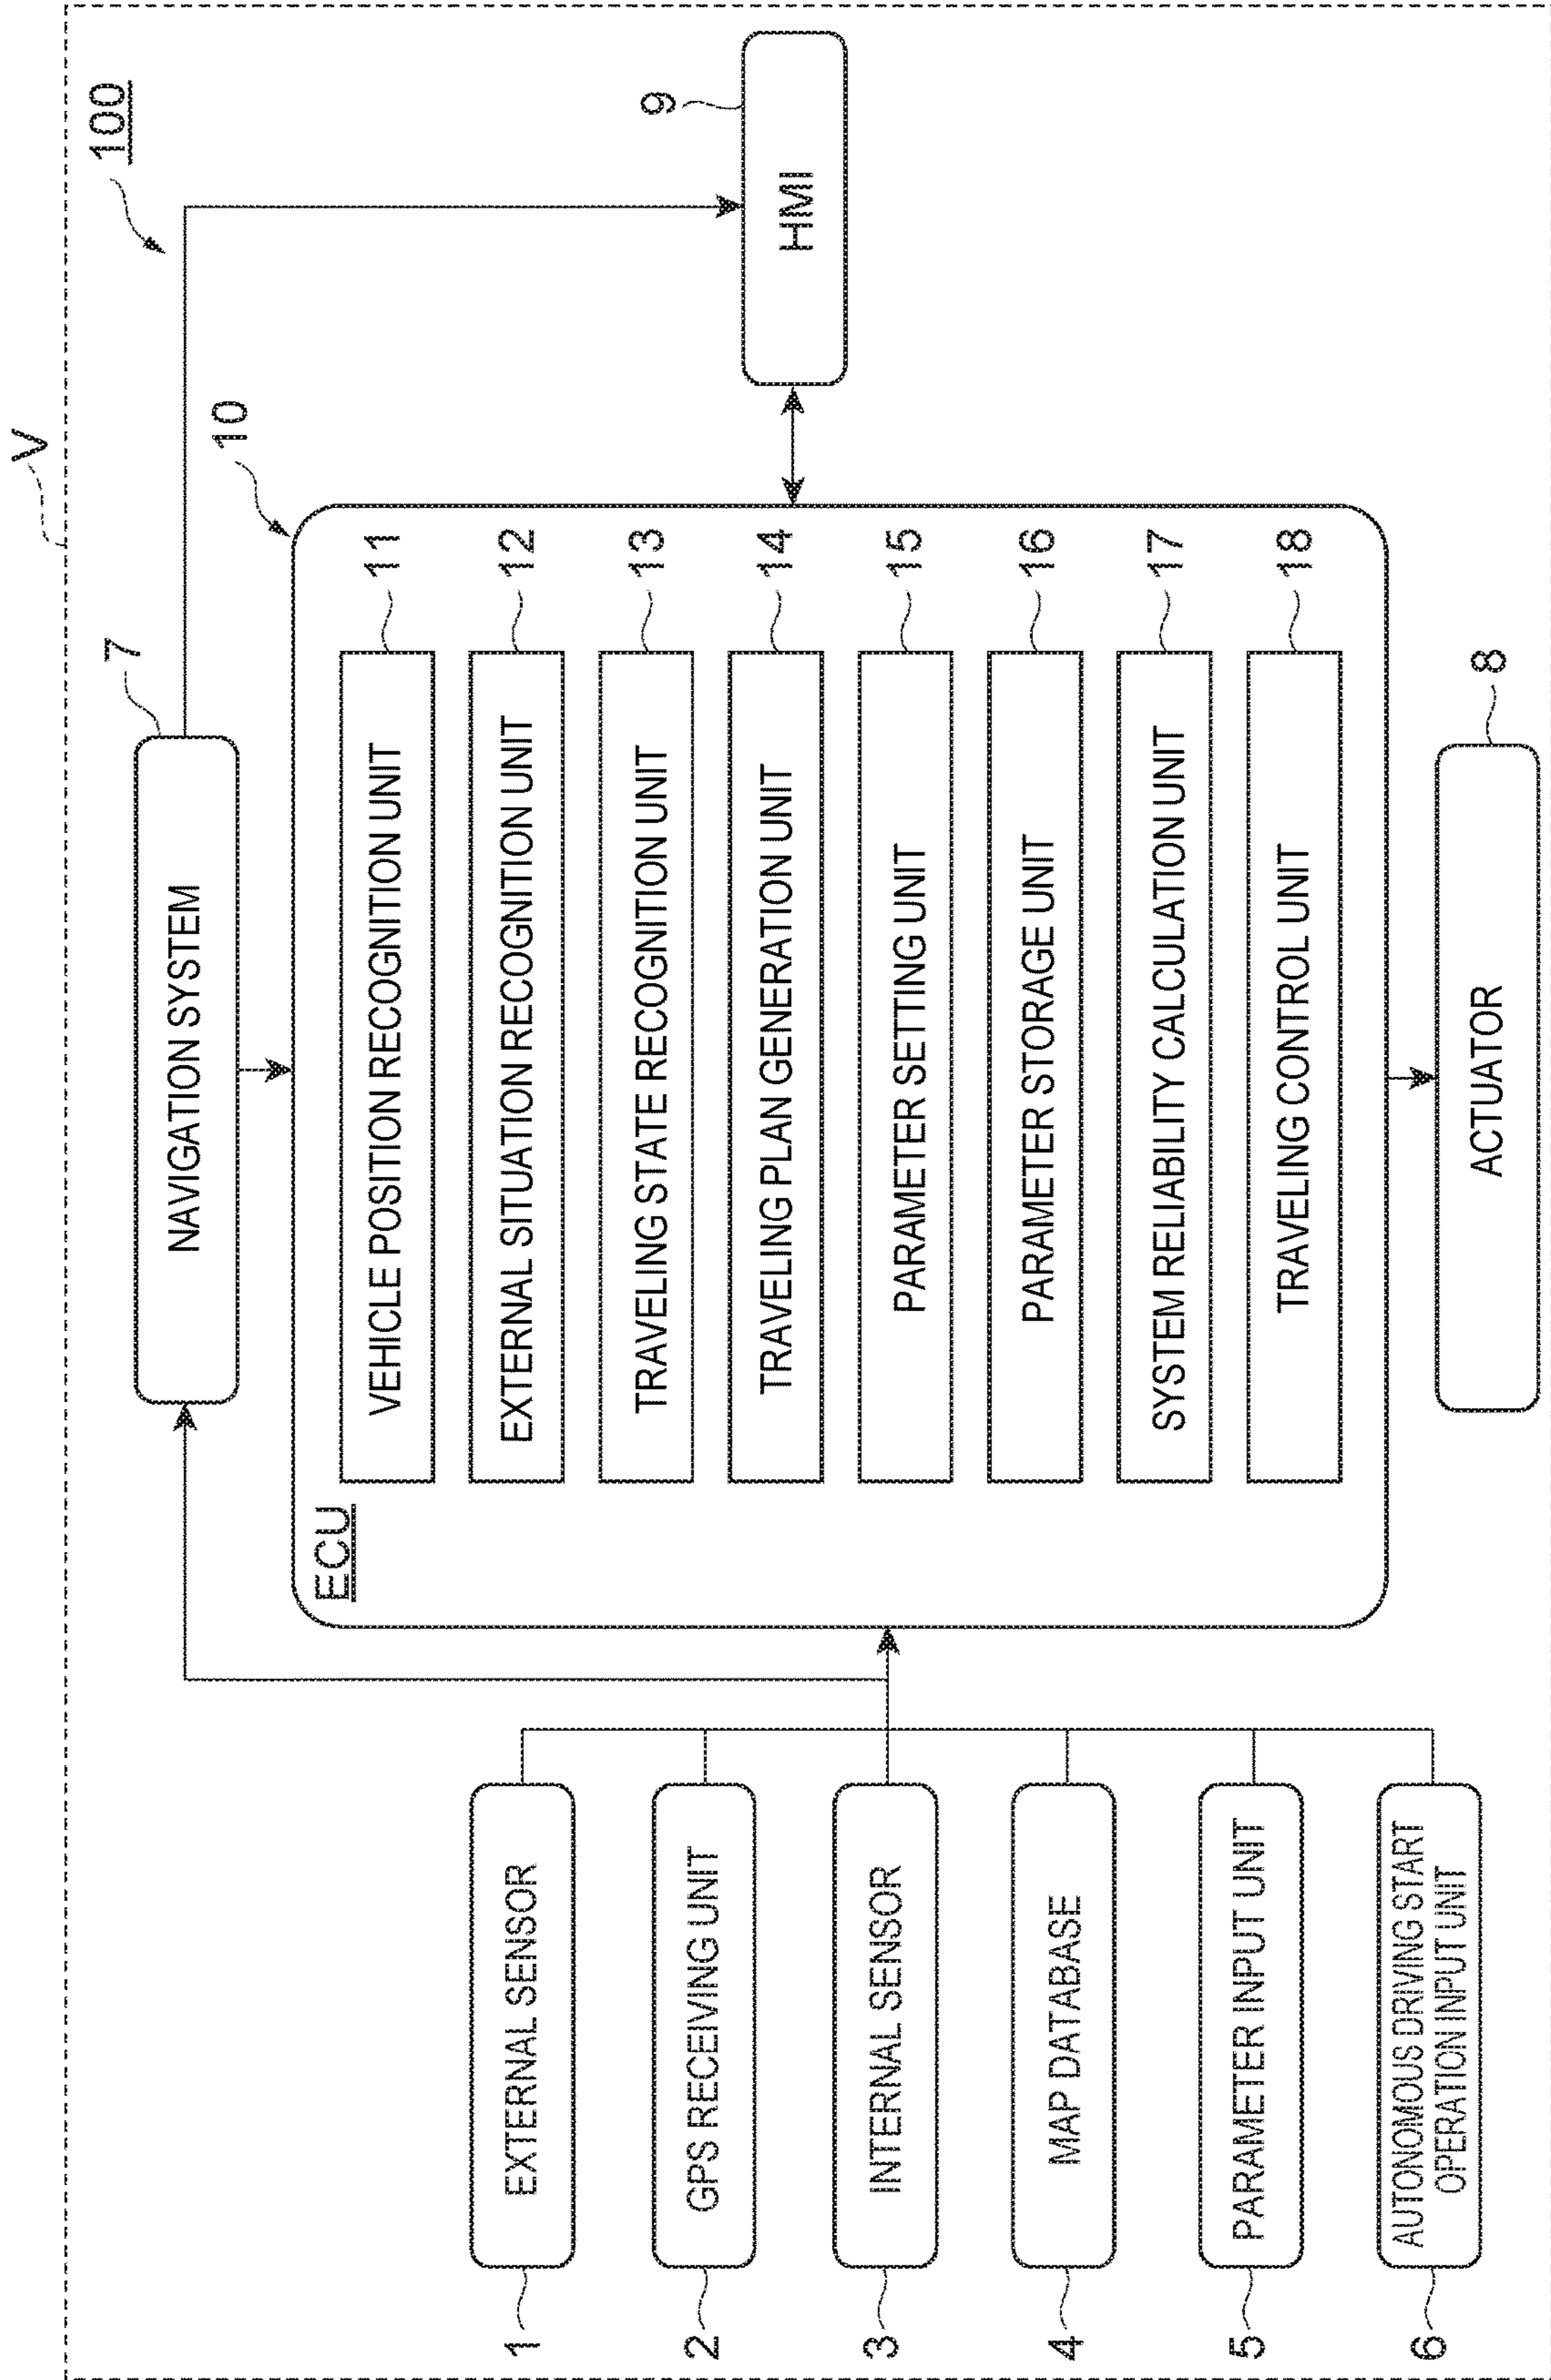 V
100
7
NAVIGATION SYSTEM
10
ECU
VEHICLE POSITION RECOGNITION UNIT
11
EXTERNAL SITUATION RECOGNITION UNIT
12
TRAVELING STATE RECOGNITION UNIT
13
TRAVELING PLAN GENERATION UNIT
14
PARAMETER SETTING UNIT
15
PARAMETER STORAGE UNIT
16
SYSTEM RELIABILITY CALCULATION UNIT
17
TRAVELING CONTROL UNIT
18
1
EXTERNAL SENSOR
2
GPS RECEIVING UNIT
3
INTERNAL SENSOR
4
MAP DATABASE
5
PARAMETER INPUT UNIT
6
AUTONOMOUS DRIVING START
OPERATION INPUT UNIT
9
HMI
8
ACTUATOR